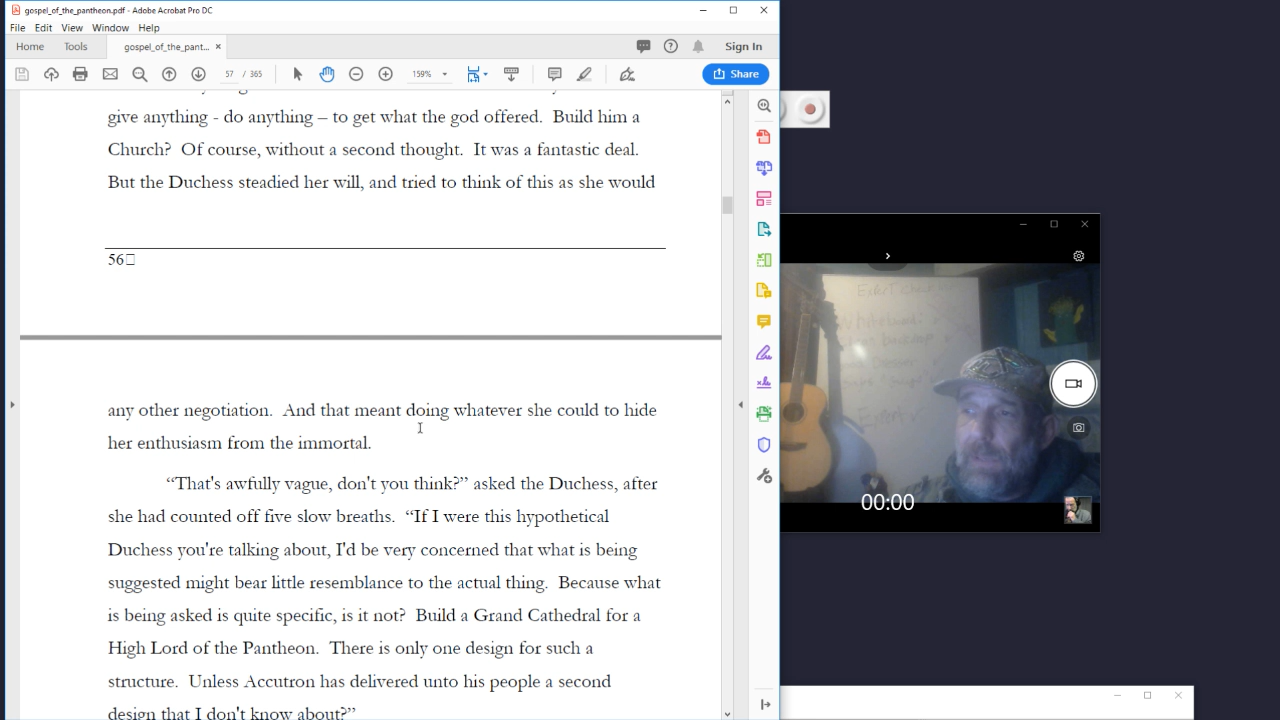 gospel_of_the_pantheon.pdf - Adobe Acrobat Pro DC
File Edit View Window Help
Home Tools gospel_of_the_pant... × Sign In
57 / 365 159% Share
give anything - do anything – to get what the god offered. Build him a
Church? Of course, without a second thought. It was a fantastic deal.
But the Duchess steadied her will, and tried to think of this as she would
56
any other negotiation. And that meant doing whatever she could to hide
her enthusiasm from the immortal.
“That's awfully vague, don't you think?” asked the Duchess, after
she had counted off five slow breaths. “If I were this hypothetical
Duchess you're talking about, I'd be very concerned that what is being
suggested might bear little resemblance to the actual thing. Because what
is being asked is quite specific, is it not? Build a Grand Cathedral for a
High Lord of the Pantheon. There is only one design for such a
structure. Unless Accutron has delivered unto his people a second
design that I don't know about?”
00:00